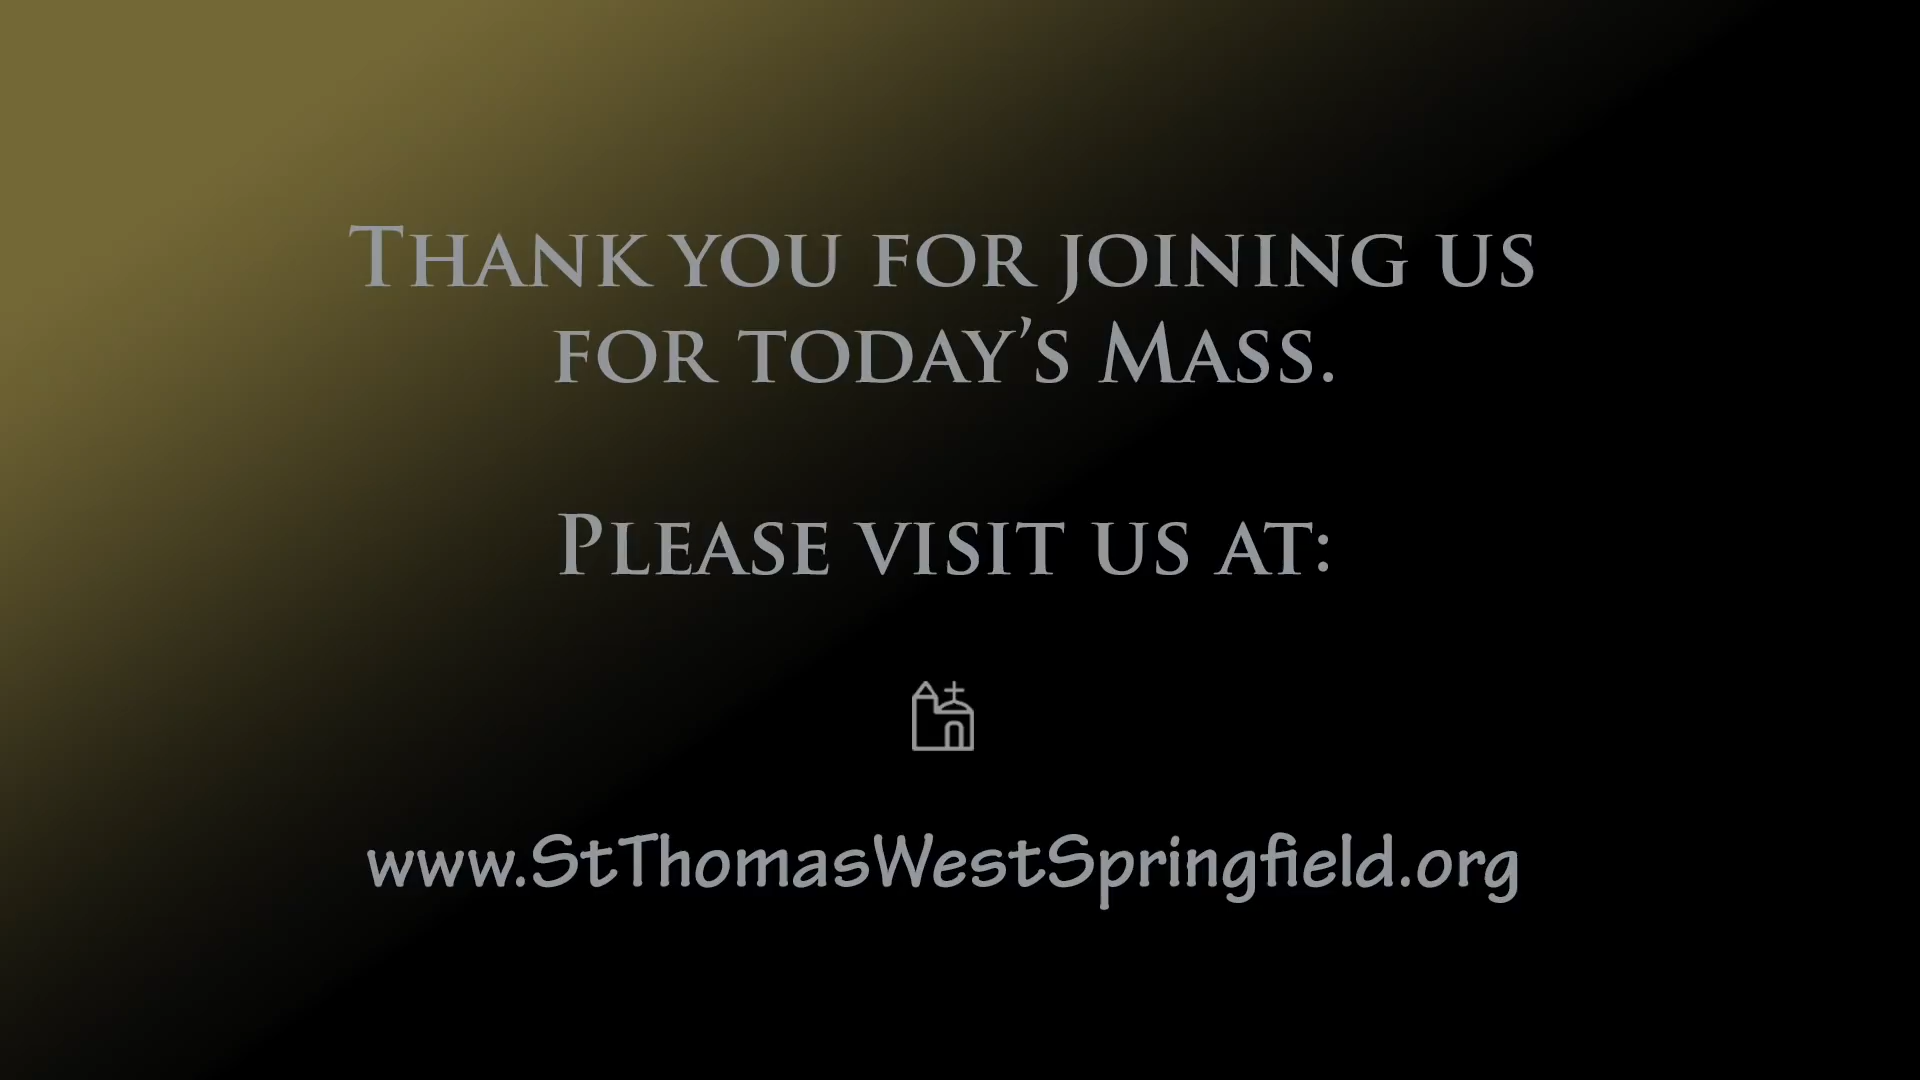 Thank you for joining us
for today’s Mass.
Please visit us at:
www.StThomasWestSpringfield.org